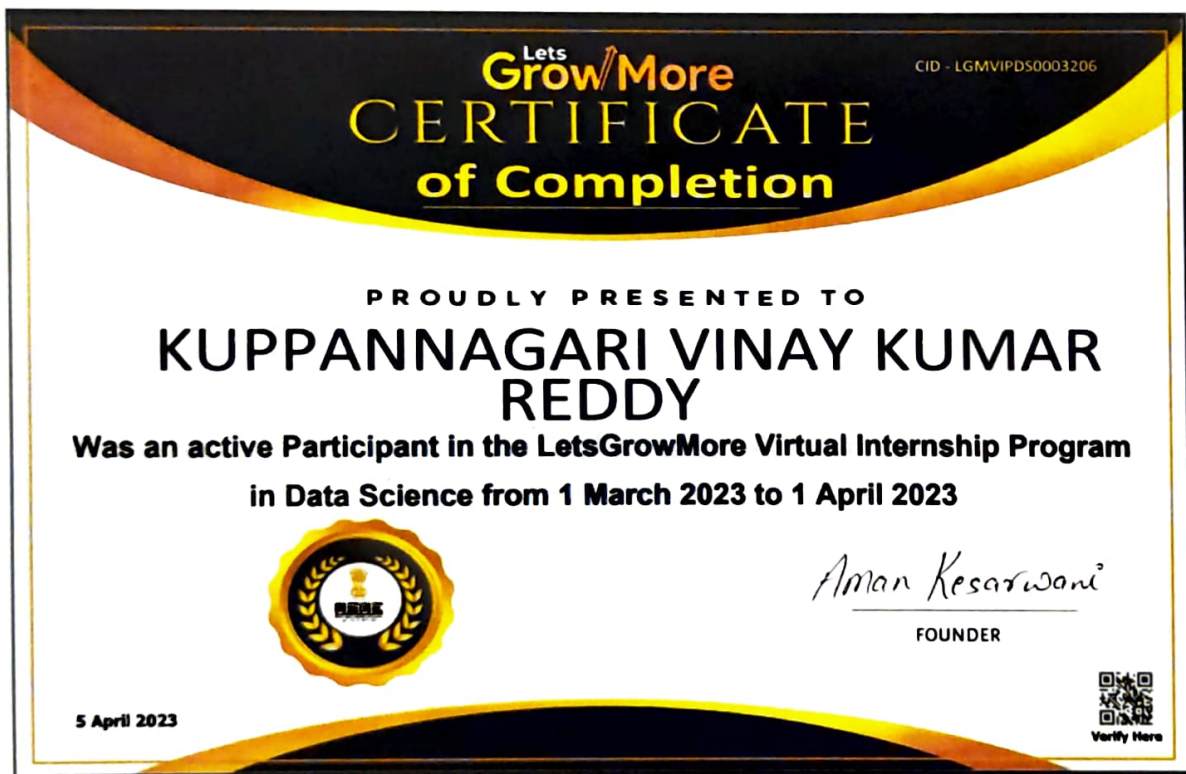 Lets
GrowMore
CID - LGMVIPDS0003206
CERTIFICATE
of Completion
PROUDLY PRESENTED TO
KUPPANNAGARI VINAY KUMAR
REDDY
Was an active Participant in the LetsGrowMore Virtual Internship Program
in Data Science from 1 March 2023 to 1 April 2023
Aman Kesarwani
FOUNDER
5 April 2023
Verify Here